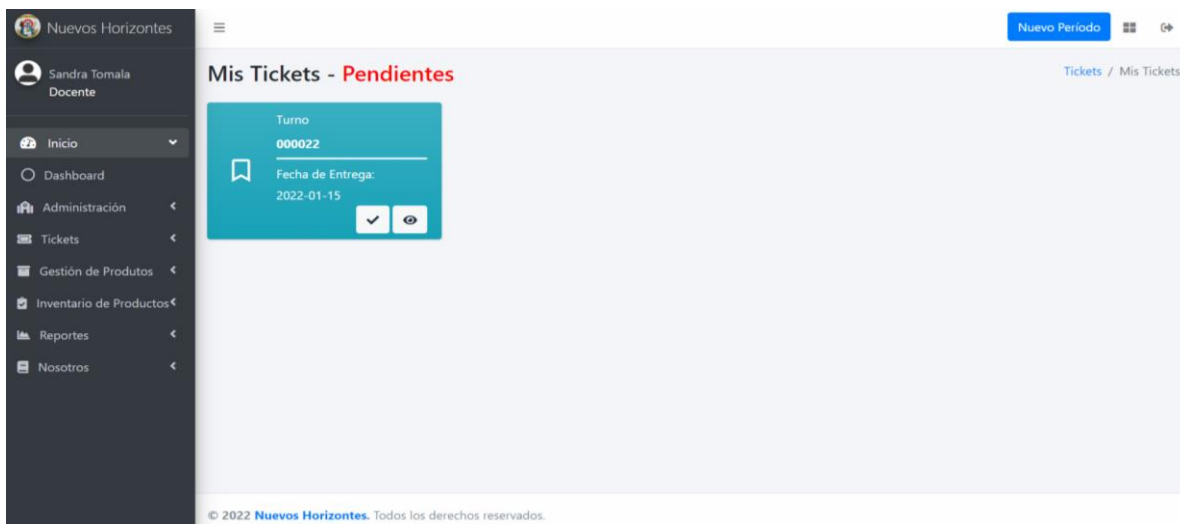 Nuevos Horizontes
Nuevo Período
Sandra Tomala
Docente
Mis Tickets - Pendientes
Tickets / Mis Tickets
Inicio
Dashboard
Administración
Tickets
Gestión de Produtos
Inventario de Productos
Reportes
Nosotros
Turno
000022
Fecha de Entrega:
2022-01-15
© 2022 Nuevos Horizontes. Todos los derechos reservados.